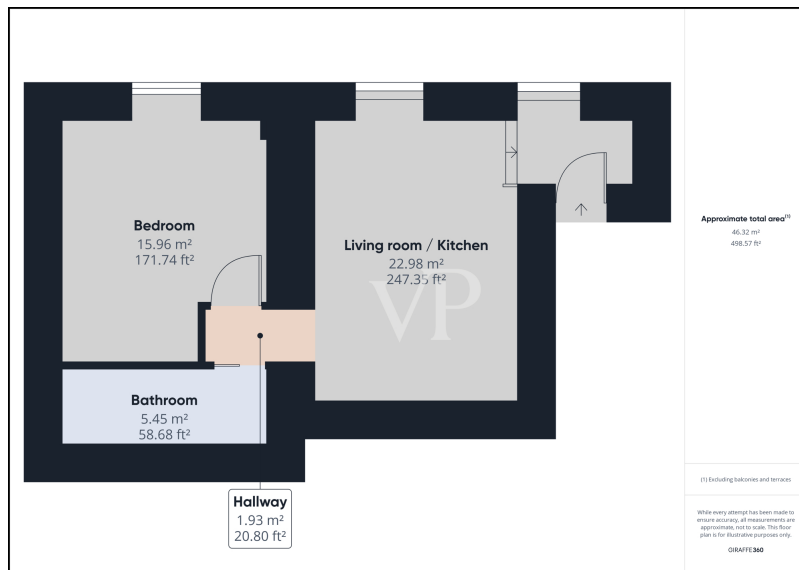 Bedroom
15.96 m²
171.74 ft²
Living room / Kitchen
22.98 m²
247.35 ft²
VP
Bathroom
5.45 m²
58.68 ft²
Hallway
1.93 m²
20.80 ft²
Approximate total area(1)
46.32 m²
498.57 ft²
(1) Excluding balconies and terraces
While every attempt has been made to
ensure accuracy, all measurements are
approximate, not to scale. This floor
plan is for illustrative purposes only.
GIRAFFE360